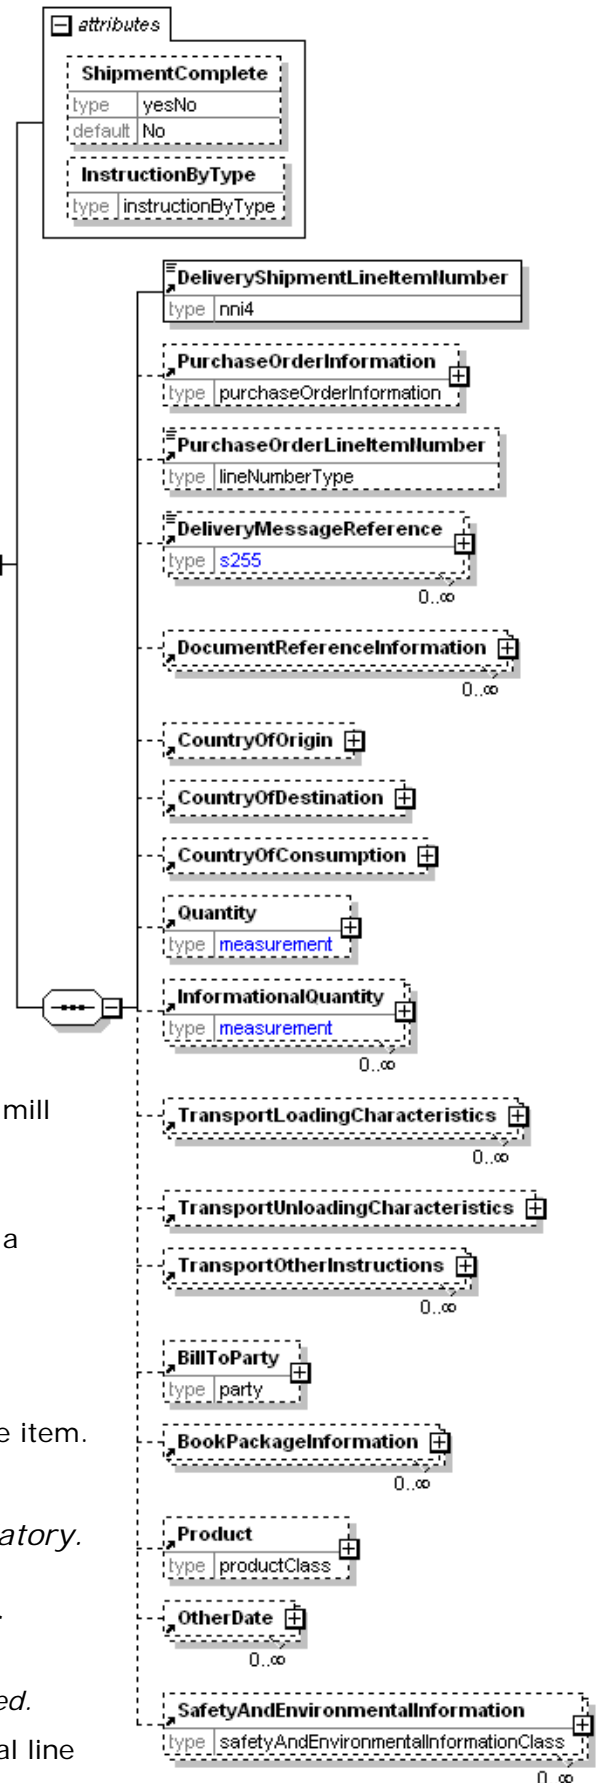 attributes
ShipmentComplete
type yesNo
default No
InstructionByType
type instructionByType
DeliveryShipmentLineItemNumber
type nni4
PurchaseOrderInformation
type purchaseOrderInformation
PurchaseOrderLineItemNumber
type lineNumberType
DeliveryMessageReference
type s255
0..∞
DocumentReferenceInformation
0..∞
CountryOfOrigin
CountryOfDestination
CountryOfConsumption
Quantity
type measurement
InformationalQuantity
type measurement
0..∞
mill
TransportLoadingCharacteristics
0..∞
TransportUnloadingCharacteristics
a
TransportOtherInstructions
0..∞
BillToParty
type party
e item.
BookPackageInformation
0..∞
atory.
Product
type productClass
.
OtherDate
0..∞
ed.
SafetyAndEnvironmentalInformation
al line
type safetyAndEnvironmentalInformationClass
0..∞